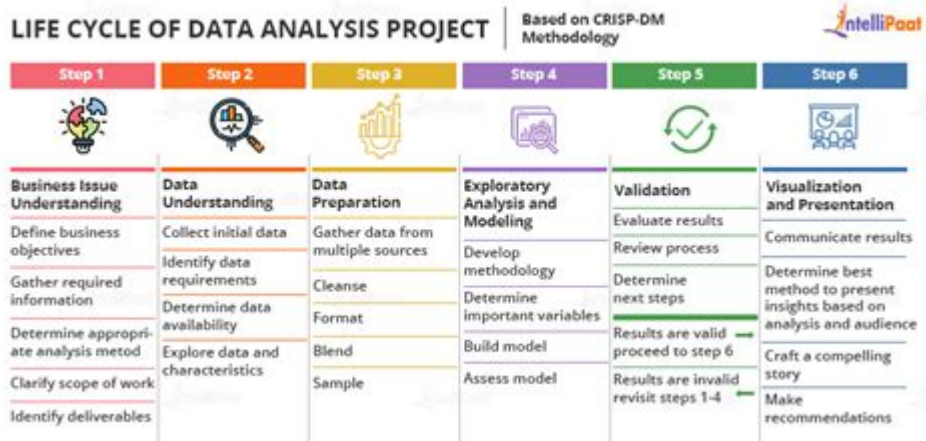 LIFE CYCLE OF DATA ANALYSIS PROJECT
Based on CRISP-DM
Methodology
IntelliPaat
Step 1
Business Issue
Understanding
Define business
objectives
Gather required
information
Determine appropri-
ate analysis metod
Clarify scope of work
Identify deliverables
Step 2
Data
Understanding
Collect initial data
Identify data
requirements
Determine data
availability
Explore data and
characteristics
Step 3
Data
Preparation
Gather data from
multiple sources
Cleanse
Format
Blend
Sample
Step 4
Exploratory
Analysis and
Modeling
Develop
methodology
Determine
important variables
Build model
Assess model
Step 5
Validation
Evaluate results
Review process
Determine
next steps
Results are valid
proceed to step 6
Results are invalid
revisit steps 1-4
Step 6
Visualization
and Presentation
Communicate results
Determine best
method to present
insights based on
analysis and audience
Craft a compelling
story
Make
recommendations